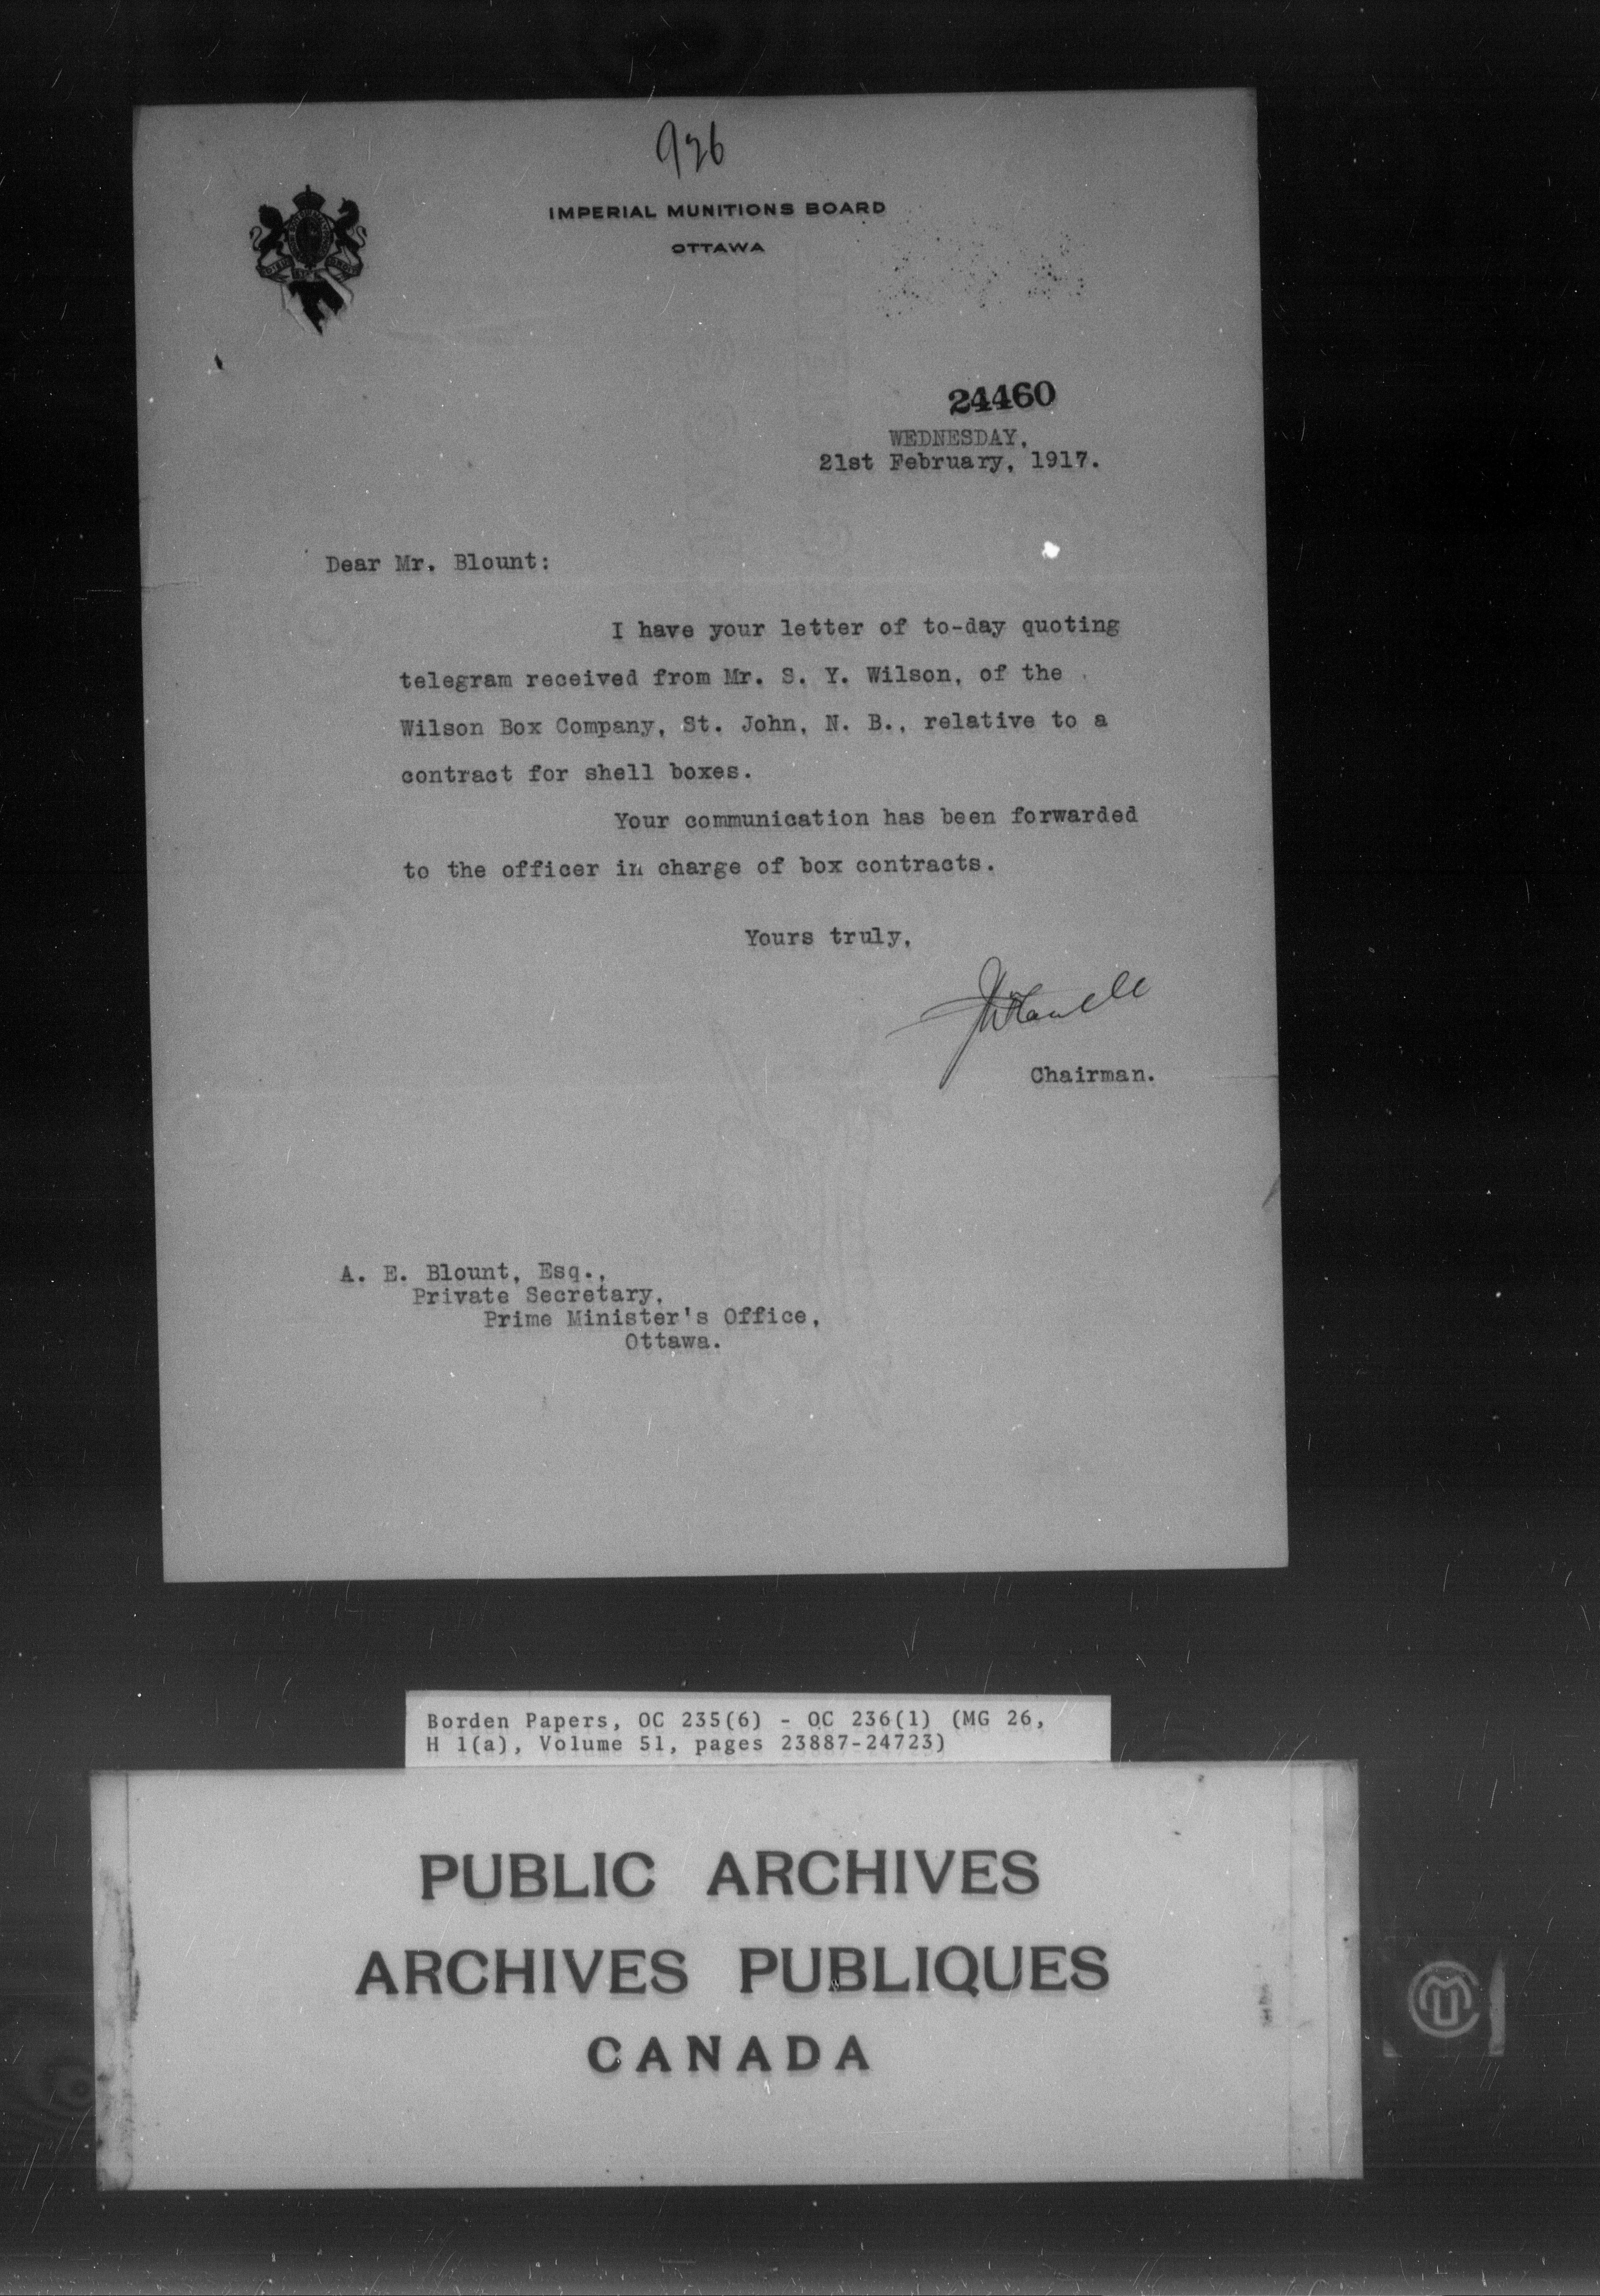 926
IMPERIAL MUNITIONS BOARD
OTTAWA
24460
WEDNESDAY,
21st February, 1917.
Dear Mr. Blount:
I have your letter of to-day quoting
telegram received from Mr. S. Y. Wilson, of the
Wilson Box Company, St. John, N. B., relative to a
contract for shell boxes.
Your communication has been forwarded
to the officer in charge of box contracts.
Yours truly,
JWFlavelle
Chairman.
A. E. Blount, Esq.,
Private Secretary,
Prime Minister's Office,
Ottawa.
Borden Papers, OC 235(6) - OC 236(1) (MG 26,
H 1(a), Volume 51, pages 23887-24723)
PUBLIC ARCHIVES
ARCHIVES PUBLIQUES
CANADA